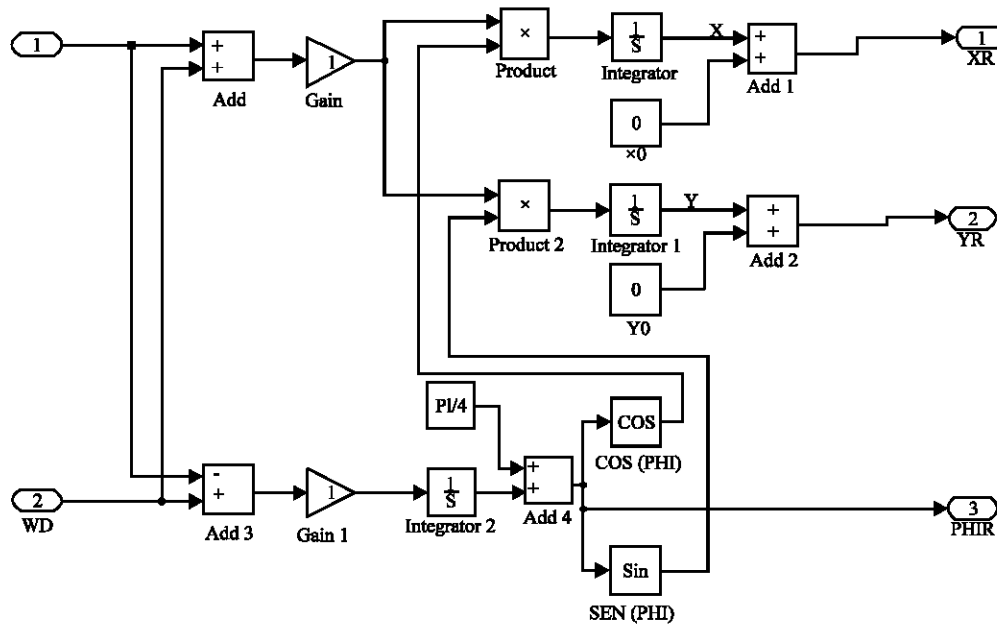 1
+
+
Add
1
Gain
×
Product
1
S
Integrator
X
+
+
Add 1
1
XR
0
×0
×
Product 2
1
S
Integrator 1
Y
+
+
Add 2
2
YR
0
Y0
PI/4
COS
COS (PHI)
2
WD
-
+
Add 3
1
Gain 1
1
S
Integrator 2
+
+
Add 4
3
PHIR
Sin
SEN (PHI)